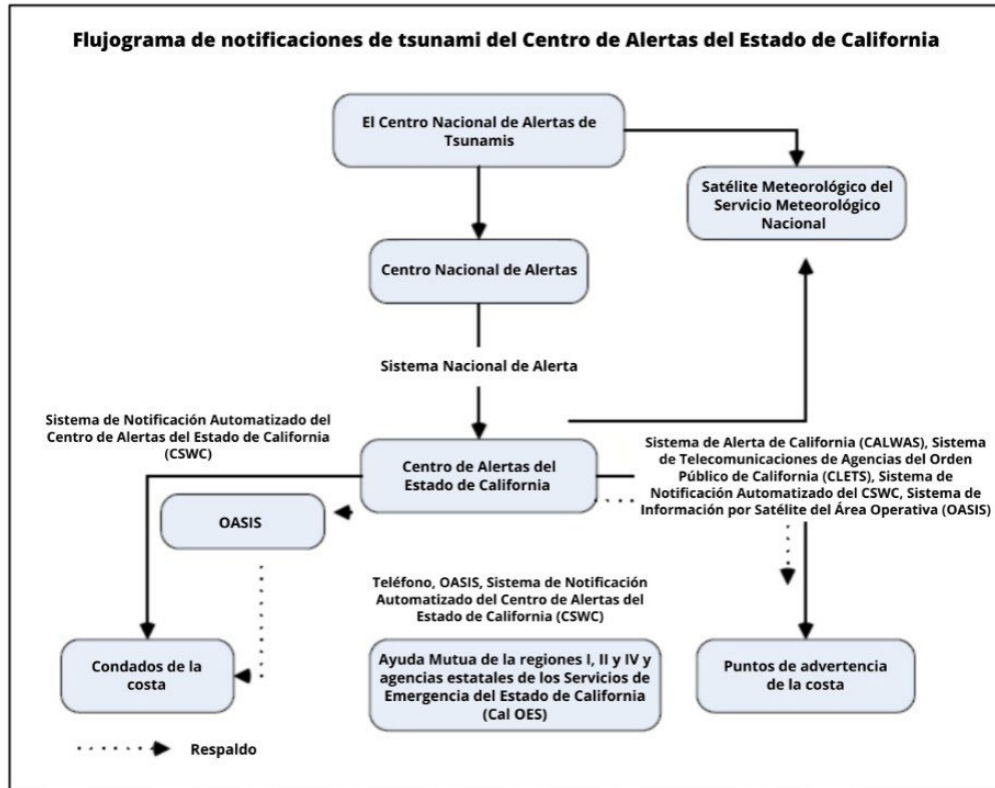 Flujograma de notificaciones de tsunami del Centro de Alertas del Estado de California
El Centro Nacional de Alertas de
Tsunamis
Satélite Meteorológico del
Servicio Meteorológico
Nacional
Centro Nacional de Alertas
Sistema Nacional de Alerta
Sistema de Notificación Automatizado del
Centro de Alertas del Estado de California
(CSWC)
Centro de Alertas del
Estado de California
Sistema de Alerta de California (CALWAS), Sistema
de Telecomunicaciones de Agencias del Orden
Público de California (CLETS), Sistema de
Notificación Automatizado del CSWC, Sistema de
Información por Satélite del Área Operativa (OASIS)
OASIS
Teléfono, OASIS, Sistema de Notificación
Automatizado del Centro de Alertas del
Estado de California (CSWC)
Condados de la
costa
Ayuda Mutua de la regiones I, II y IV y
agencias estatales de los Servicios de
Emergencia del Estado de California
(Cal OES)
Puntos de advertencia
de la costa
Respaldo